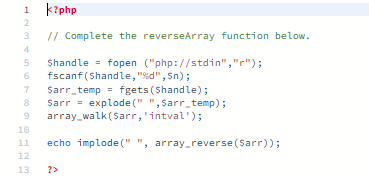 1 <?php
2
3 // Complete the reverseArray function below.
4
5 $handle = fopen ("php://stdin","r");
6 fscanf($handle,"%d",$n);
7 $arr_temp = fgets($handle);
8 $arr = explode(" ",$arr_temp);
9 array_walk($arr,'intval');
10
11 echo implode(" ", array_reverse($arr));
12
13 ?>